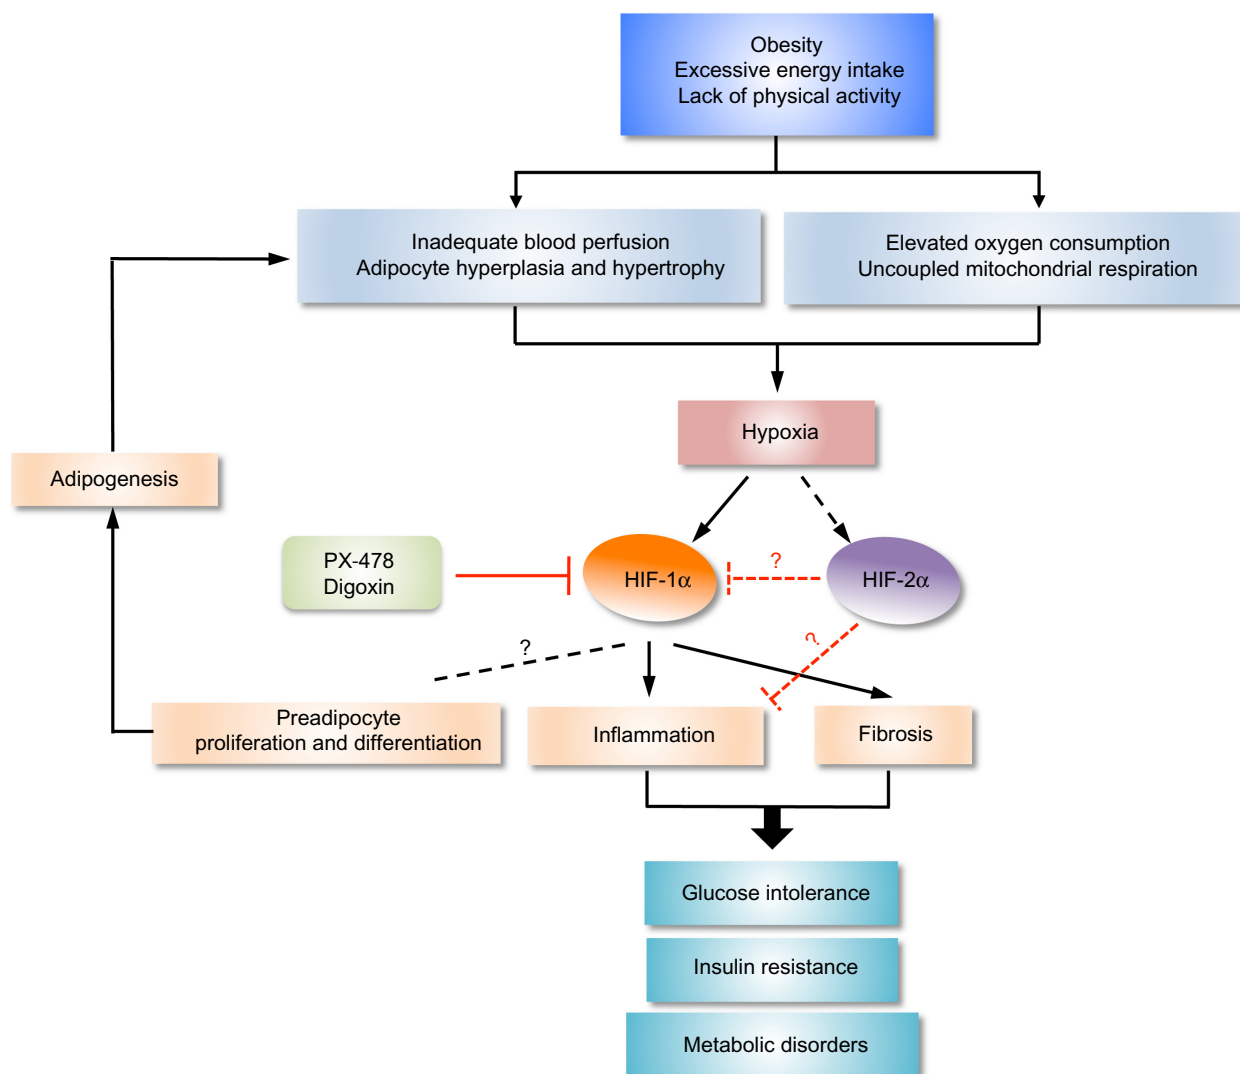 Obesity
Excessive energy intake
Lack of physical activity
Inadequate blood perfusion
Adipocyte hyperplasia and hypertrophy
Elevated oxygen consumption
Uncoupled mitochondrial respiration
Hypoxia
Adipogenesis
PX-478
Digoxin
HIF-1α
?
HIF-2α
?
?
Preadipocyte
proliferation and differentiation
Inflammation
Fibrosis
Glucose intolerance
Insulin resistance
Metabolic disorders